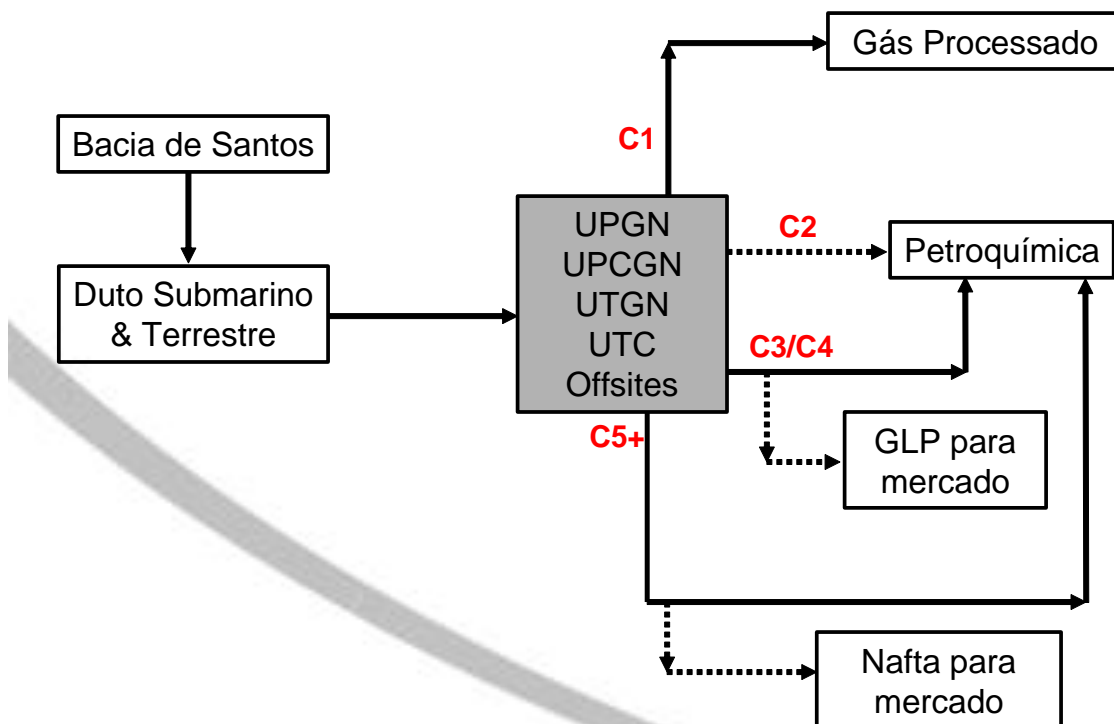 Gás Processado
C1
Bacia de Santos
UPGN
UPCGN
UTGN
UTC
Offsites
C2
Petroquímica
Duto Submarino
& Terrestre
C3/C4
C5+
GLP para
mercado
Nafta para
mercado